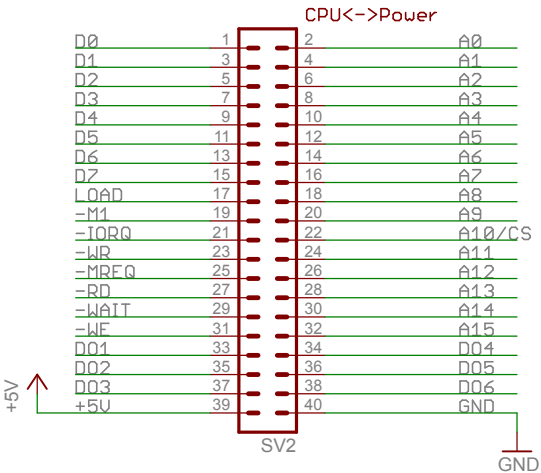 CPU<->Power
D0 1 2 A0
D1 3 4 A1
D2 5 6 A2
D3 7 8 A3
D4 9 10 A4
D5 11 12 A5
D6 13 14 A6
D7 15 16 A7
LOAD 17 18 A8
-M1 19 20 A9
-IORQ 21 22 A10/CS
-WR 23 24 A11
-MREQ 25 26 A12
-RD 27 28 A13
-WAIT 29 30 A14
-WE 31 32 A15
DO1 33 34 DO4
DO2 35 36 DO5
DO3 37 38 DO6
+5V 39 40 GND
+5V
SV2
GND